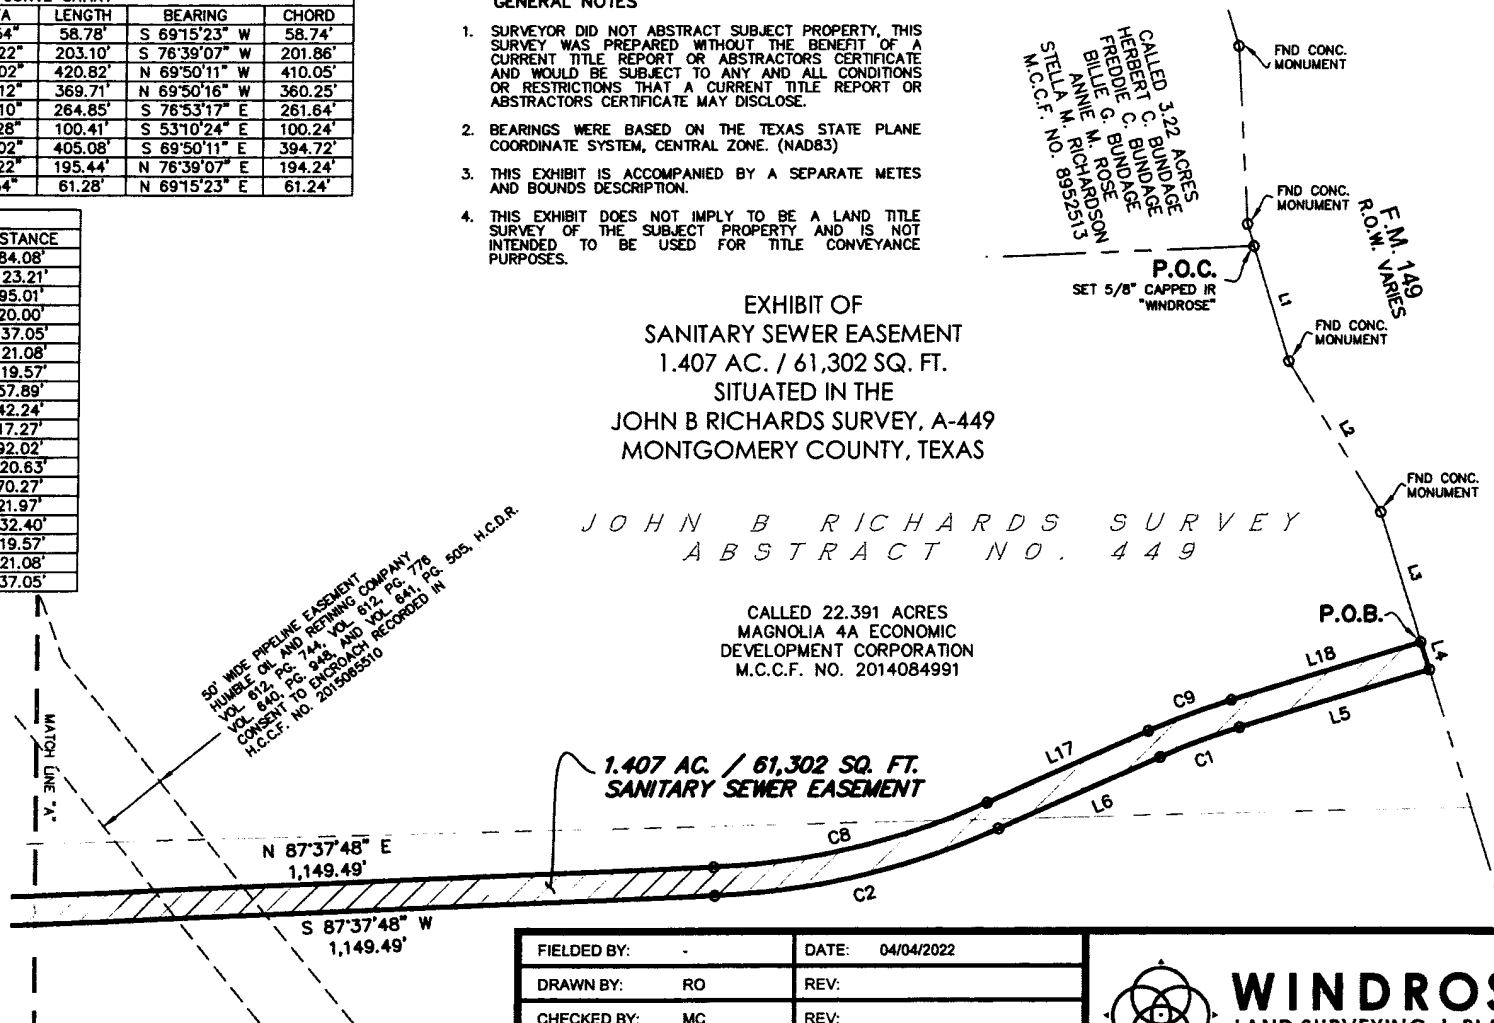 LENGTH BEARING CHORD
58.78' S 69°15'23" W 58.74'
203.10' S 76°39'07" W 201.86'
420.82' N 69°50'11" W 410.05'
369.71' N 69°50'16" W 360.25'
264.85' S 76°53'17" E 261.64'
100.41' S 53°10'24" E 100.24'
405.08' S 69°50'11" E 394.72'
195.44' N 76°39'07" E 194.24'
61.28' N 69°15'23" E 61.24'
GENERAL NOTES
1. SURVEYOR DID NOT ABSTRACT SUBJECT PROPERTY, THIS
SURVEY WAS PREPARED WITHOUT THE BENEFIT OF A
CURRENT TITLE REPORT OR ABSTRACTORS CERTIFICATE
AND WOULD BE SUBJECT TO ANY AND ALL CONDITIONS
OR RESTRICTIONS THAT A CURRENT TITLE REPORT OR
ABSTRACTORS CERTIFICATE MAY DISCLOSE.
2. BEARINGS WERE BASED ON THE TEXAS STATE PLANE
COORDINATE SYSTEM, CENTRAL ZONE. (NAD83)
3. THIS EXHIBIT IS ACCOMPANIED BY A SEPARATE METES
AND BOUNDS DESCRIPTION.
4. THIS EXHIBIT DOES NOT IMPLY TO BE A LAND TITLE
SURVEY OF THE SUBJECT PROPERTY AND IS NOT
INTENDED TO BE USED FOR TITLE CONVEYANCE
PURPOSES.
CALLED 3.22 ACRES
HERBERT C. BUNDAGE
FREDDIE C. BUNDAGE
BILLIE G. BUNDAGE
ANNIE M. ROSE
STELLA M. RICHARDSON
M.C.C.F. NO. 8952513
FND CONC.
MONUMENT
FND CONC.
MONUMENT
F.M. 149
R.O.W. VARIES
P.O.C.
SET 5/8" CAPPED IR
"WINDROSE"
L1
FND CONC.
MONUMENT
L2
FND CONC.
MONUMENT
L3
P.O.B.
L4
EXHIBIT OF
SANITARY SEWER EASEMENT
1.407 AC. / 61,302 SQ. FT.
SITUATED IN THE
JOHN B RICHARDS SURVEY, A-449
MONTGOMERY COUNTY, TEXAS
JOHN B RICHARDS SURVEY
ABSTRACT NO. 449
CALLED 22.391 ACRES
MAGNOLIA 4A ECONOMIC
DEVELOPMENT CORPORATION
M.C.C.F. NO. 2014084991
50' WIDE PIPELINE EASEMENT
HUMBLE OIL AND REFINING COMPANY
VOL. 612, PG. 744, VOL. 612, PG. 776
VOL. 640, PG. 948, AND VOL. 641, PG. 505, H.C.D.R.
CONSENT TO ENCROACH RECORDED IN
H.C.C.F. NO. 2015085510
MATCH LINE "A"
L18
C9
L5
L17
C1
L6
C8
C2
1.407 AC. / 61,302 SQ. FT.
SANITARY SEWER EASEMENT
N 87°37'48" E
1,149.49'
S 87°37'48" W
1,149.49'
FIELDED BY: - DATE: 04/04/2022
DRAWN BY: RO REV:
CHECKED BY: MC REV: